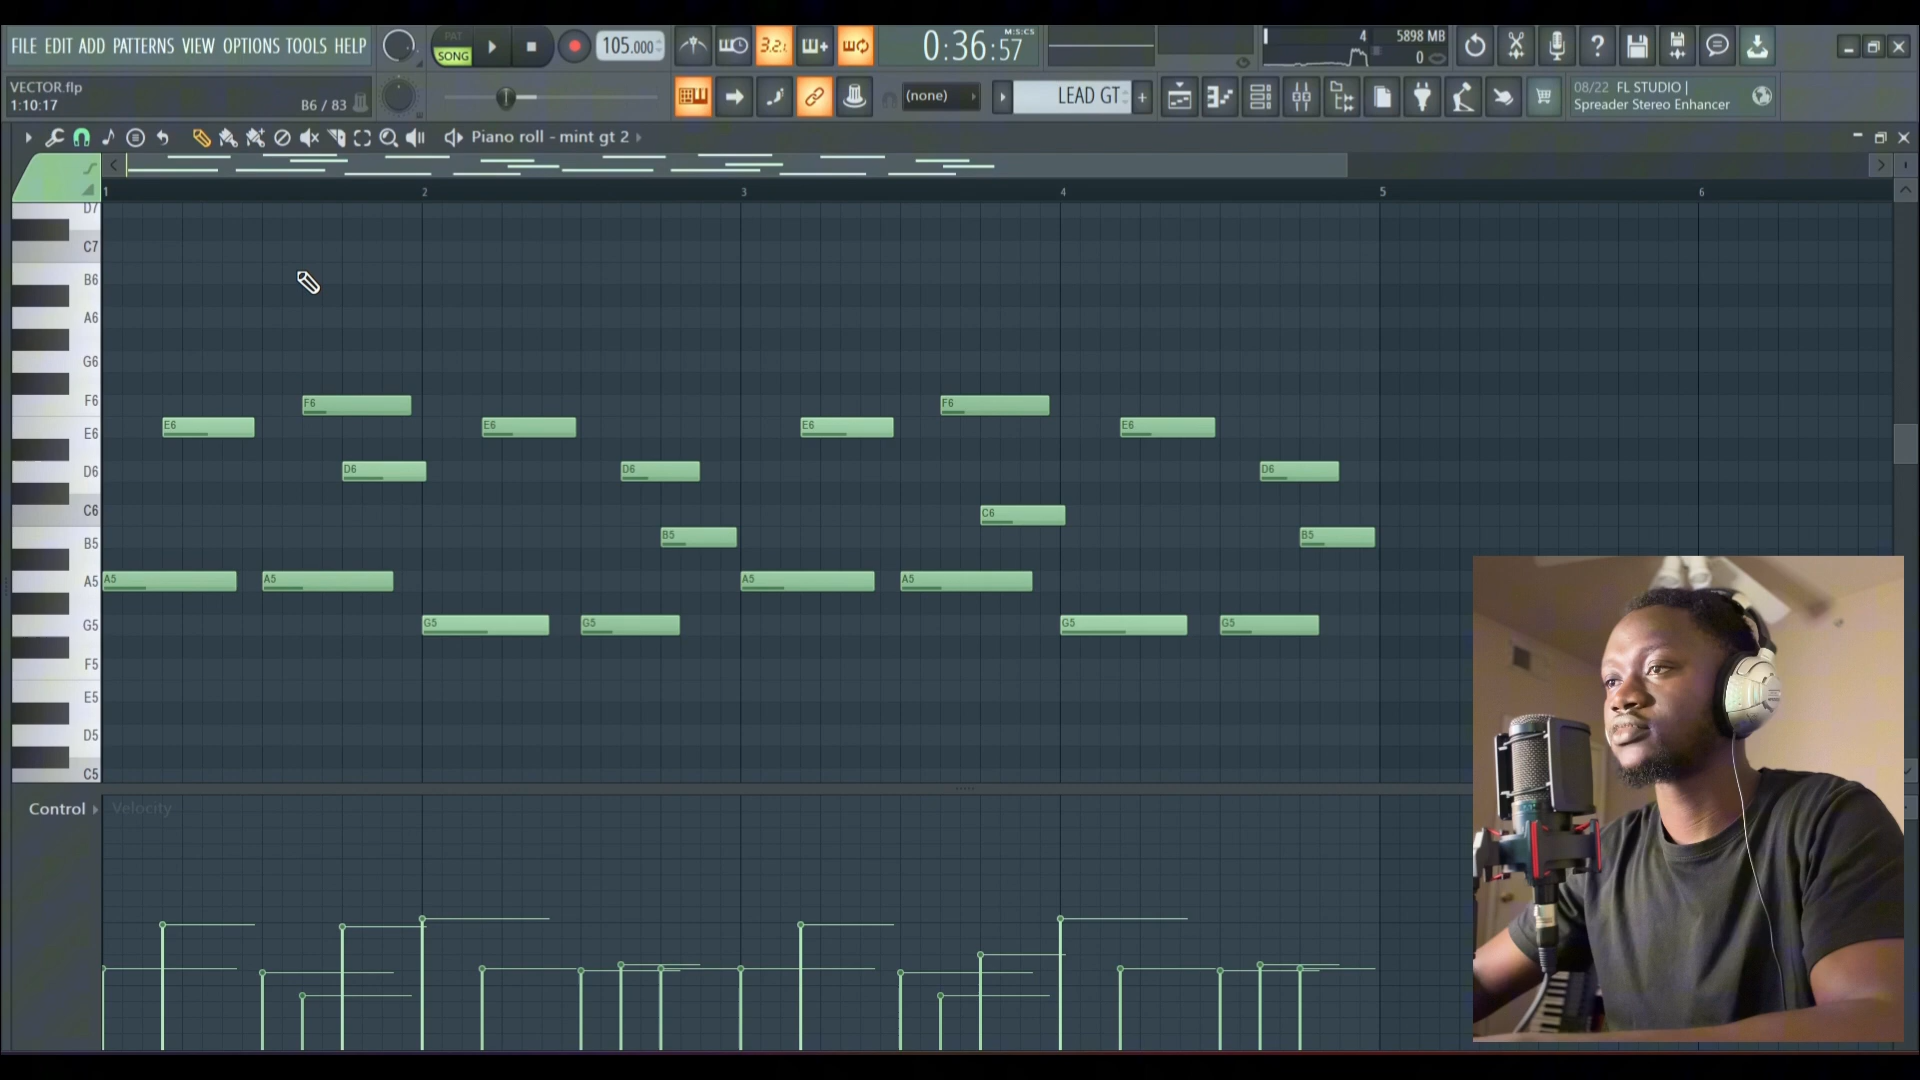 FILE EDIT ADD PATTERNS VIEW OPTIONS TOOLS HELP
PAT
SONG
105.000
3.2.:
0:36:57
M:S:CS
4
5898 MB
0
VECTOR.flp
1:10:17
B6 / 83
(none)
LEAD GT
+
08/22 FL STUDIO |
Spreader Stereo Enhancer
Piano roll - mint gt 2
1 2 3 4 5 6
D7
C7
B6
A6
G6
F6
E6
D6
C6
B5
A5
G5
F5
E5
D5
C5
F6 F6
E6 E6 E6 E6
D6 D6 D6
C6
B5 B5
A5 A5 A5 A5
G5 G5 G5 G5
Control
Velocity